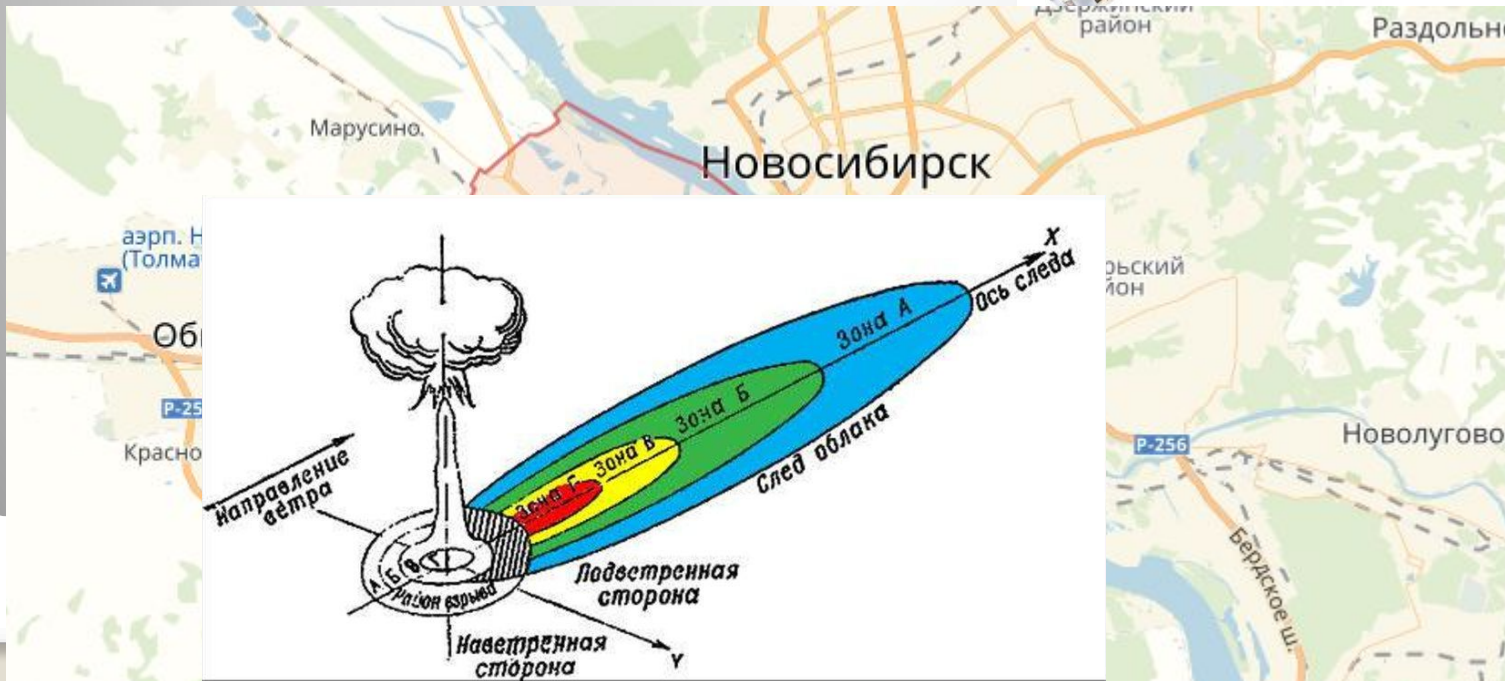 Дзержинский
район
Раздольно
Марусино
Новосибирск
аэрп. Н
(Толма
рьский
йон
Об
Р-25
Красно
Р-256
Новолугово
Бердское ш.
X
Ось следа
Зона А
Зона Б
Зона В
Зона Г
След облака
Направление
ветра
А Б В
Район взрыва
Подветренная
сторона
Наветренная
сторона
Y